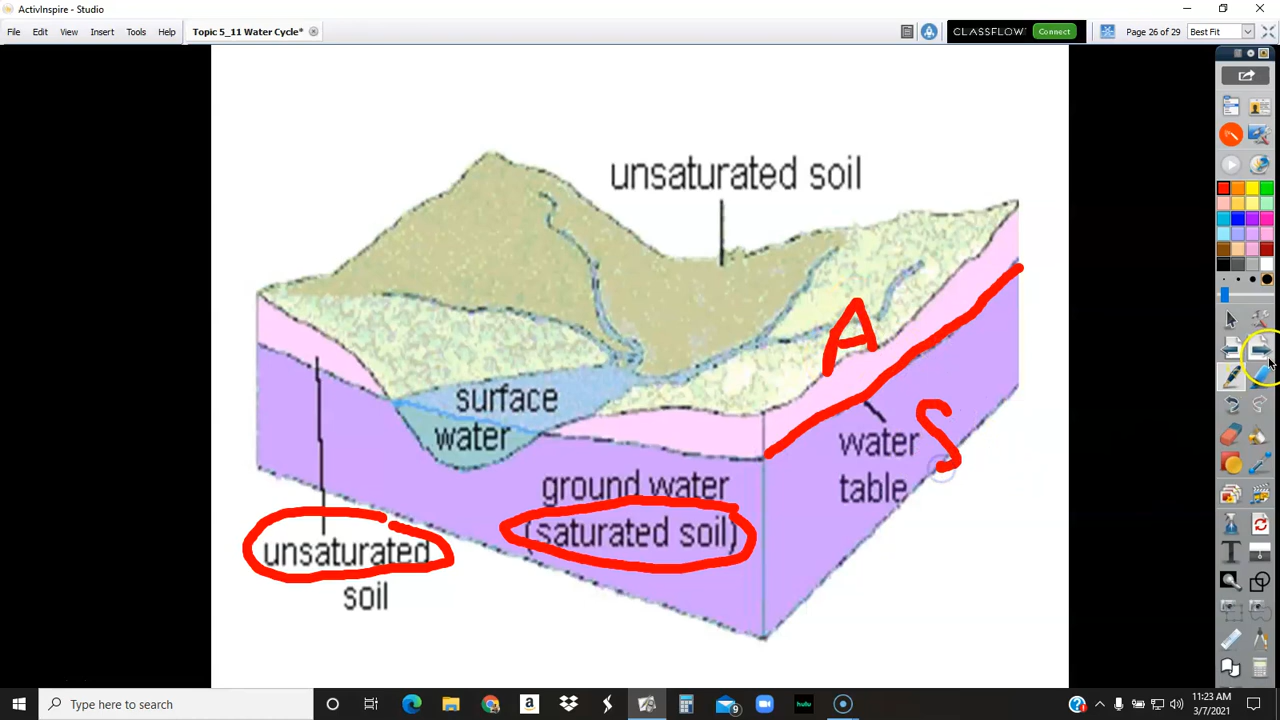 ActivInspire - Studio
File Edit View Insert Tools Help Topic 5_11 Water Cycle* CLASSFLOW Connect Page 26 of 29 Best Fit
unsaturated soil
A
surface
water
water S
table
ground water
(saturated soil)
unsaturated
soil
Type here to search
a
hulu
9
11:23 AM
3/7/2021